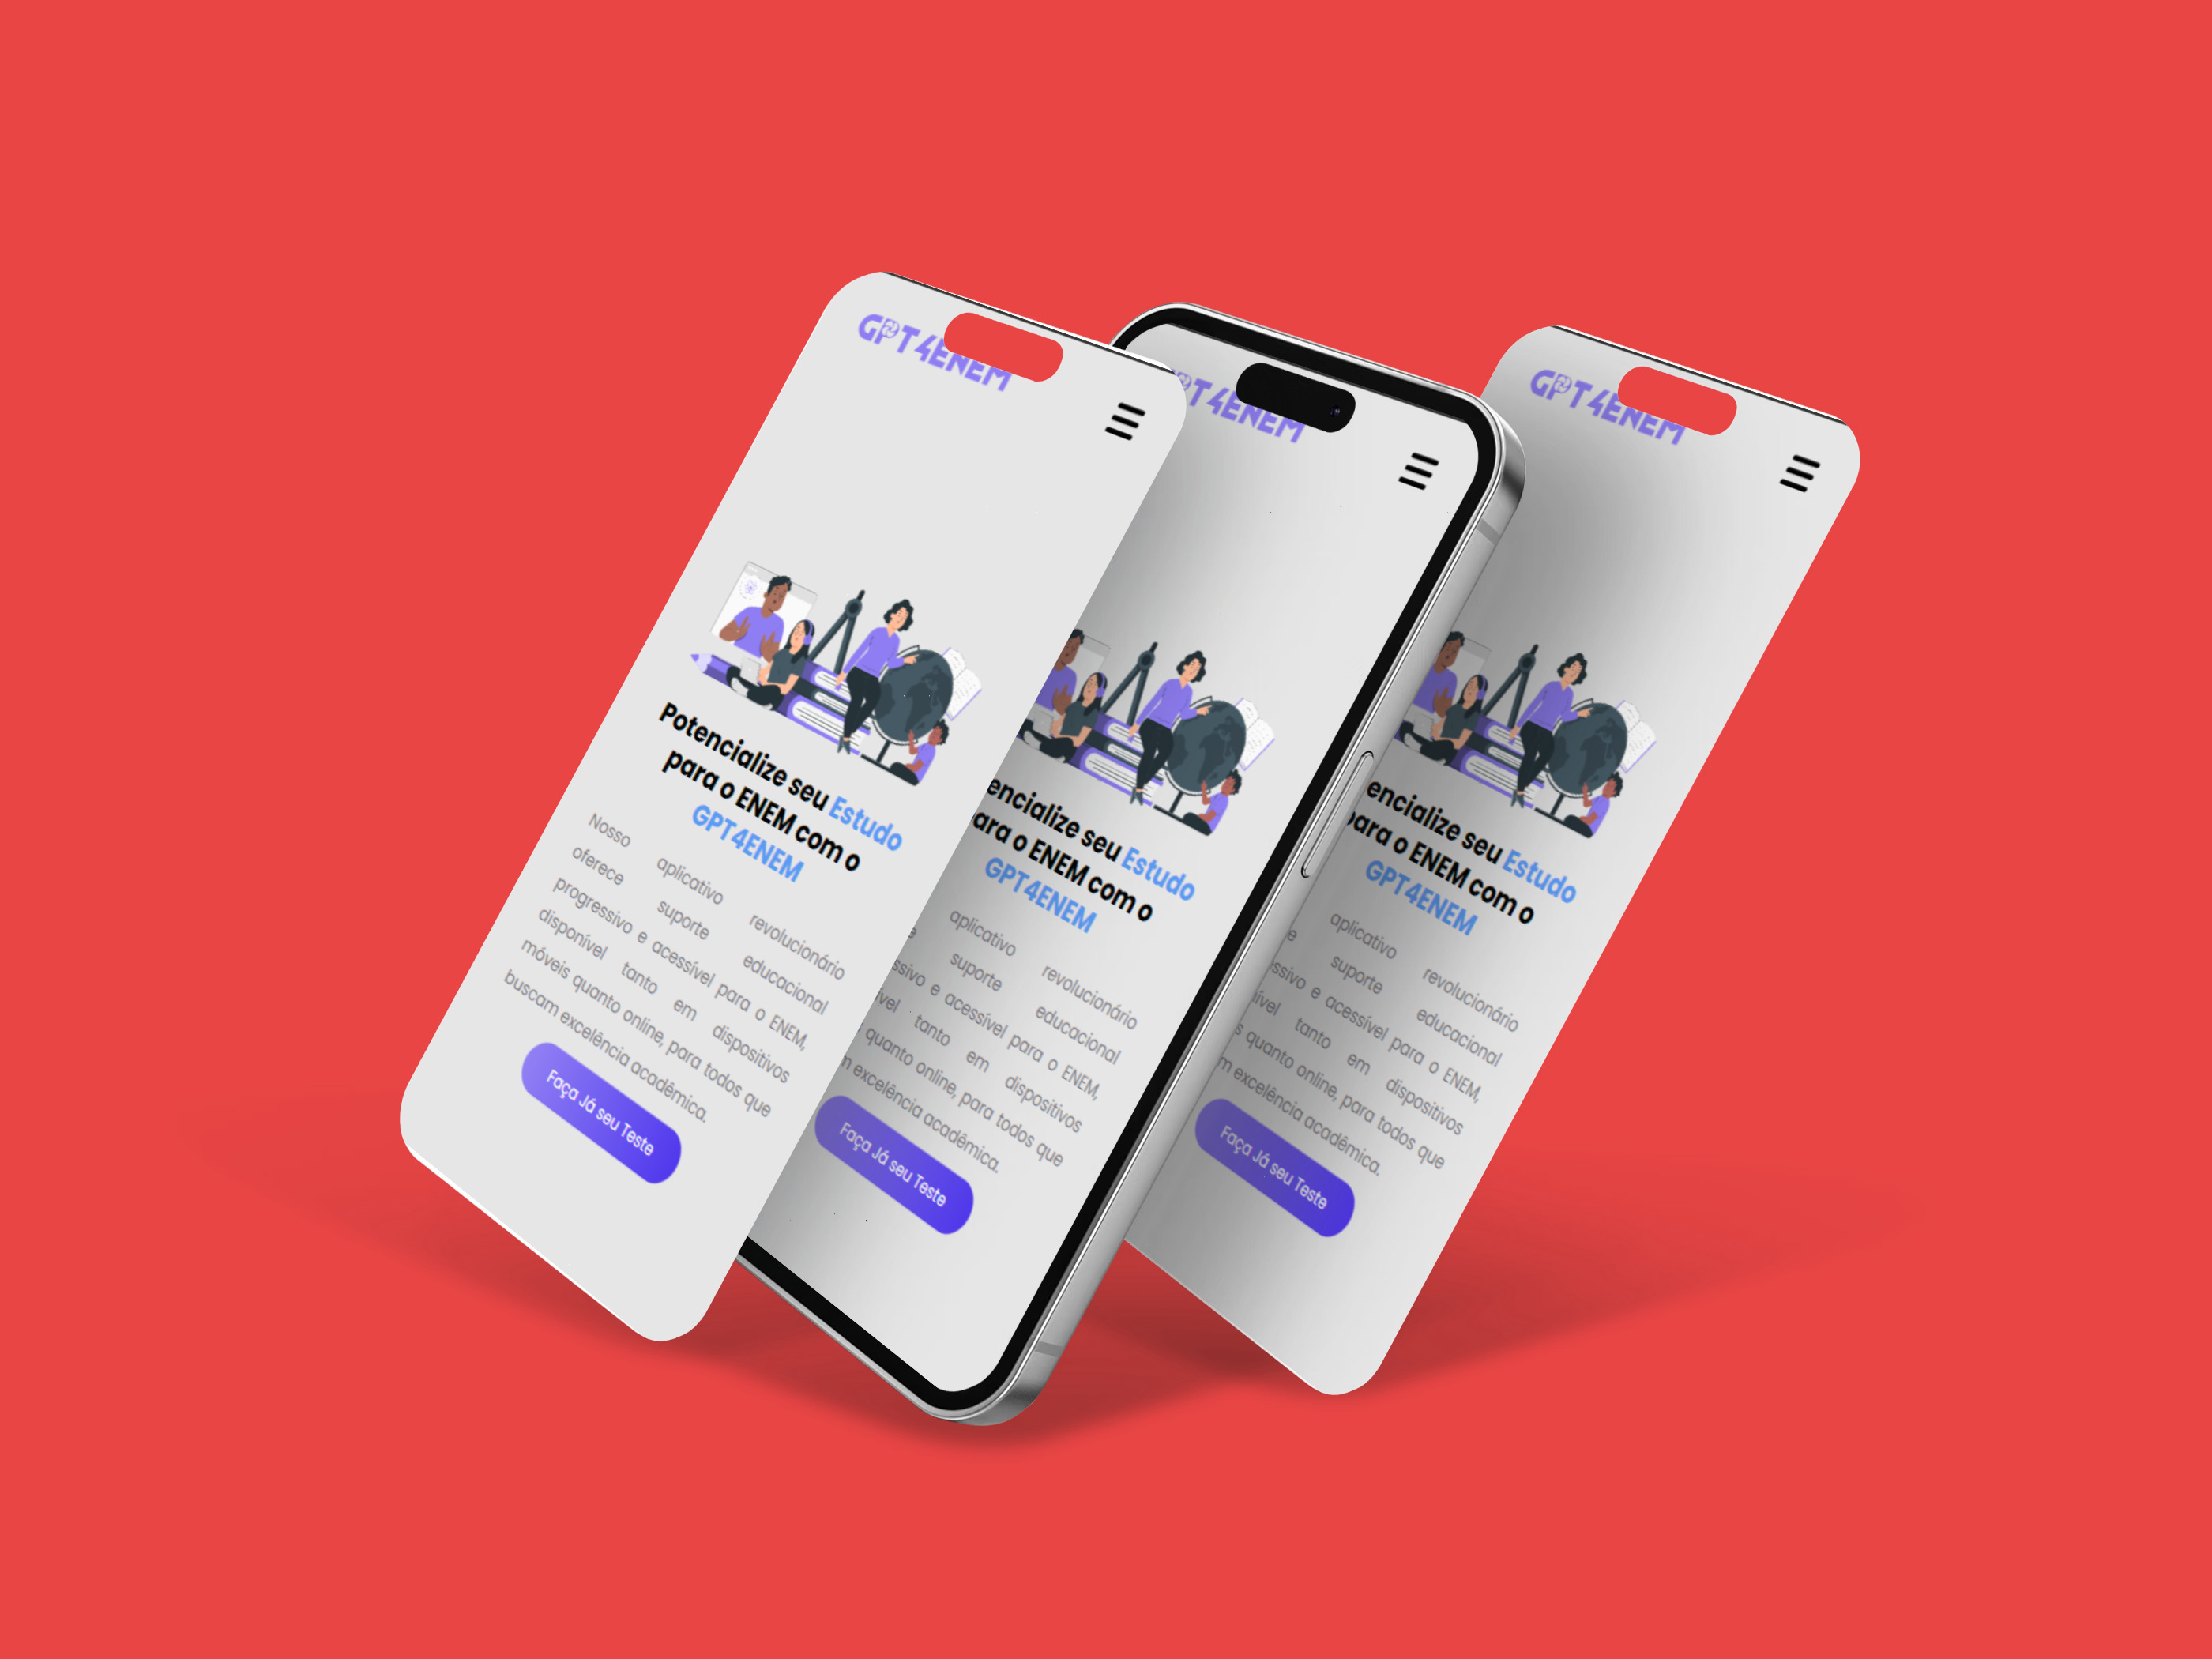 GPT4ENEM
Potencialize seu Estudo
para o ENEM com o
GPT4ENEM
Nosso aplicativo revolucionário
oferece suporte educacional
progressivo e acessível para o ENEM,
disponível tanto em dispositivos
móveis quanto online, para todos que
buscam excelência acadêmica.
Faça Já seu Teste
GPT4ENEM
encialize seu Estudo
ara o ENEM com o
GPT4ENEM
aplicativo revolucionário
e suporte educacional
ssivo e acessível para o ENEM,
ível tanto em dispositivos
quanto online, para todos que
m excelência acadêmica.
Faça Já seu Teste
GPT4ENEM
encialize seu Estudo
para o ENEM com o
GPT4ENEM
aplicativo revolucionário
e suporte educacional
ssivo e acessível para o ENEM,
ível tanto em dispositivos
s quanto online, para todos que
m excelência acadêmica.
Faça Já seu Teste